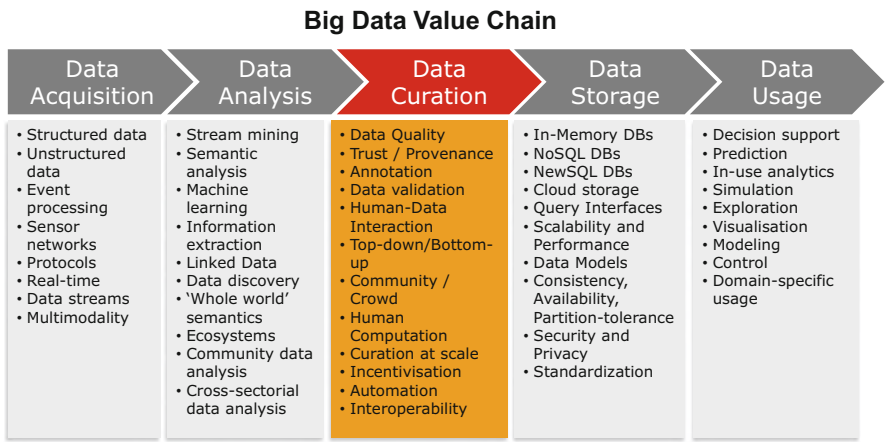 Big Data Value Chain
Data
Acquisition
Data
Analysis
Data
Curation
Data
Storage
Data
Usage
• Structured data
• Unstructured
data
• Event
processing
• Sensor
networks
• Protocols
• Real-time
• Data streams
• Multimodality
• Stream mining
• Semantic
analysis
• Machine
learning
• Information
extraction
• Linked Data
• Data discovery
• ‘Whole world’
semantics
• Ecosystems
• Community data
analysis
• Cross-sectorial
data analysis
• Data Quality
• Trust / Provenance
• Annotation
• Data validation
• Human-Data
Interaction
• Top-down/Bottom-
up
• Community /
Crowd
• Human
Computation
• Curation at scale
• Incentivisation
• Automation
• Interoperability
• In-Memory DBs
• NoSQL DBs
• NewSQL DBs
• Cloud storage
• Query Interfaces
• Scalability and
Performance
• Data Models
• Consistency,
Availability,
Partition-tolerance
• Security and
Privacy
• Standardization
• Decision support
• Prediction
• In-use analytics
• Simulation
• Exploration
• Visualisation
• Modeling
• Control
• Domain-specific
usage